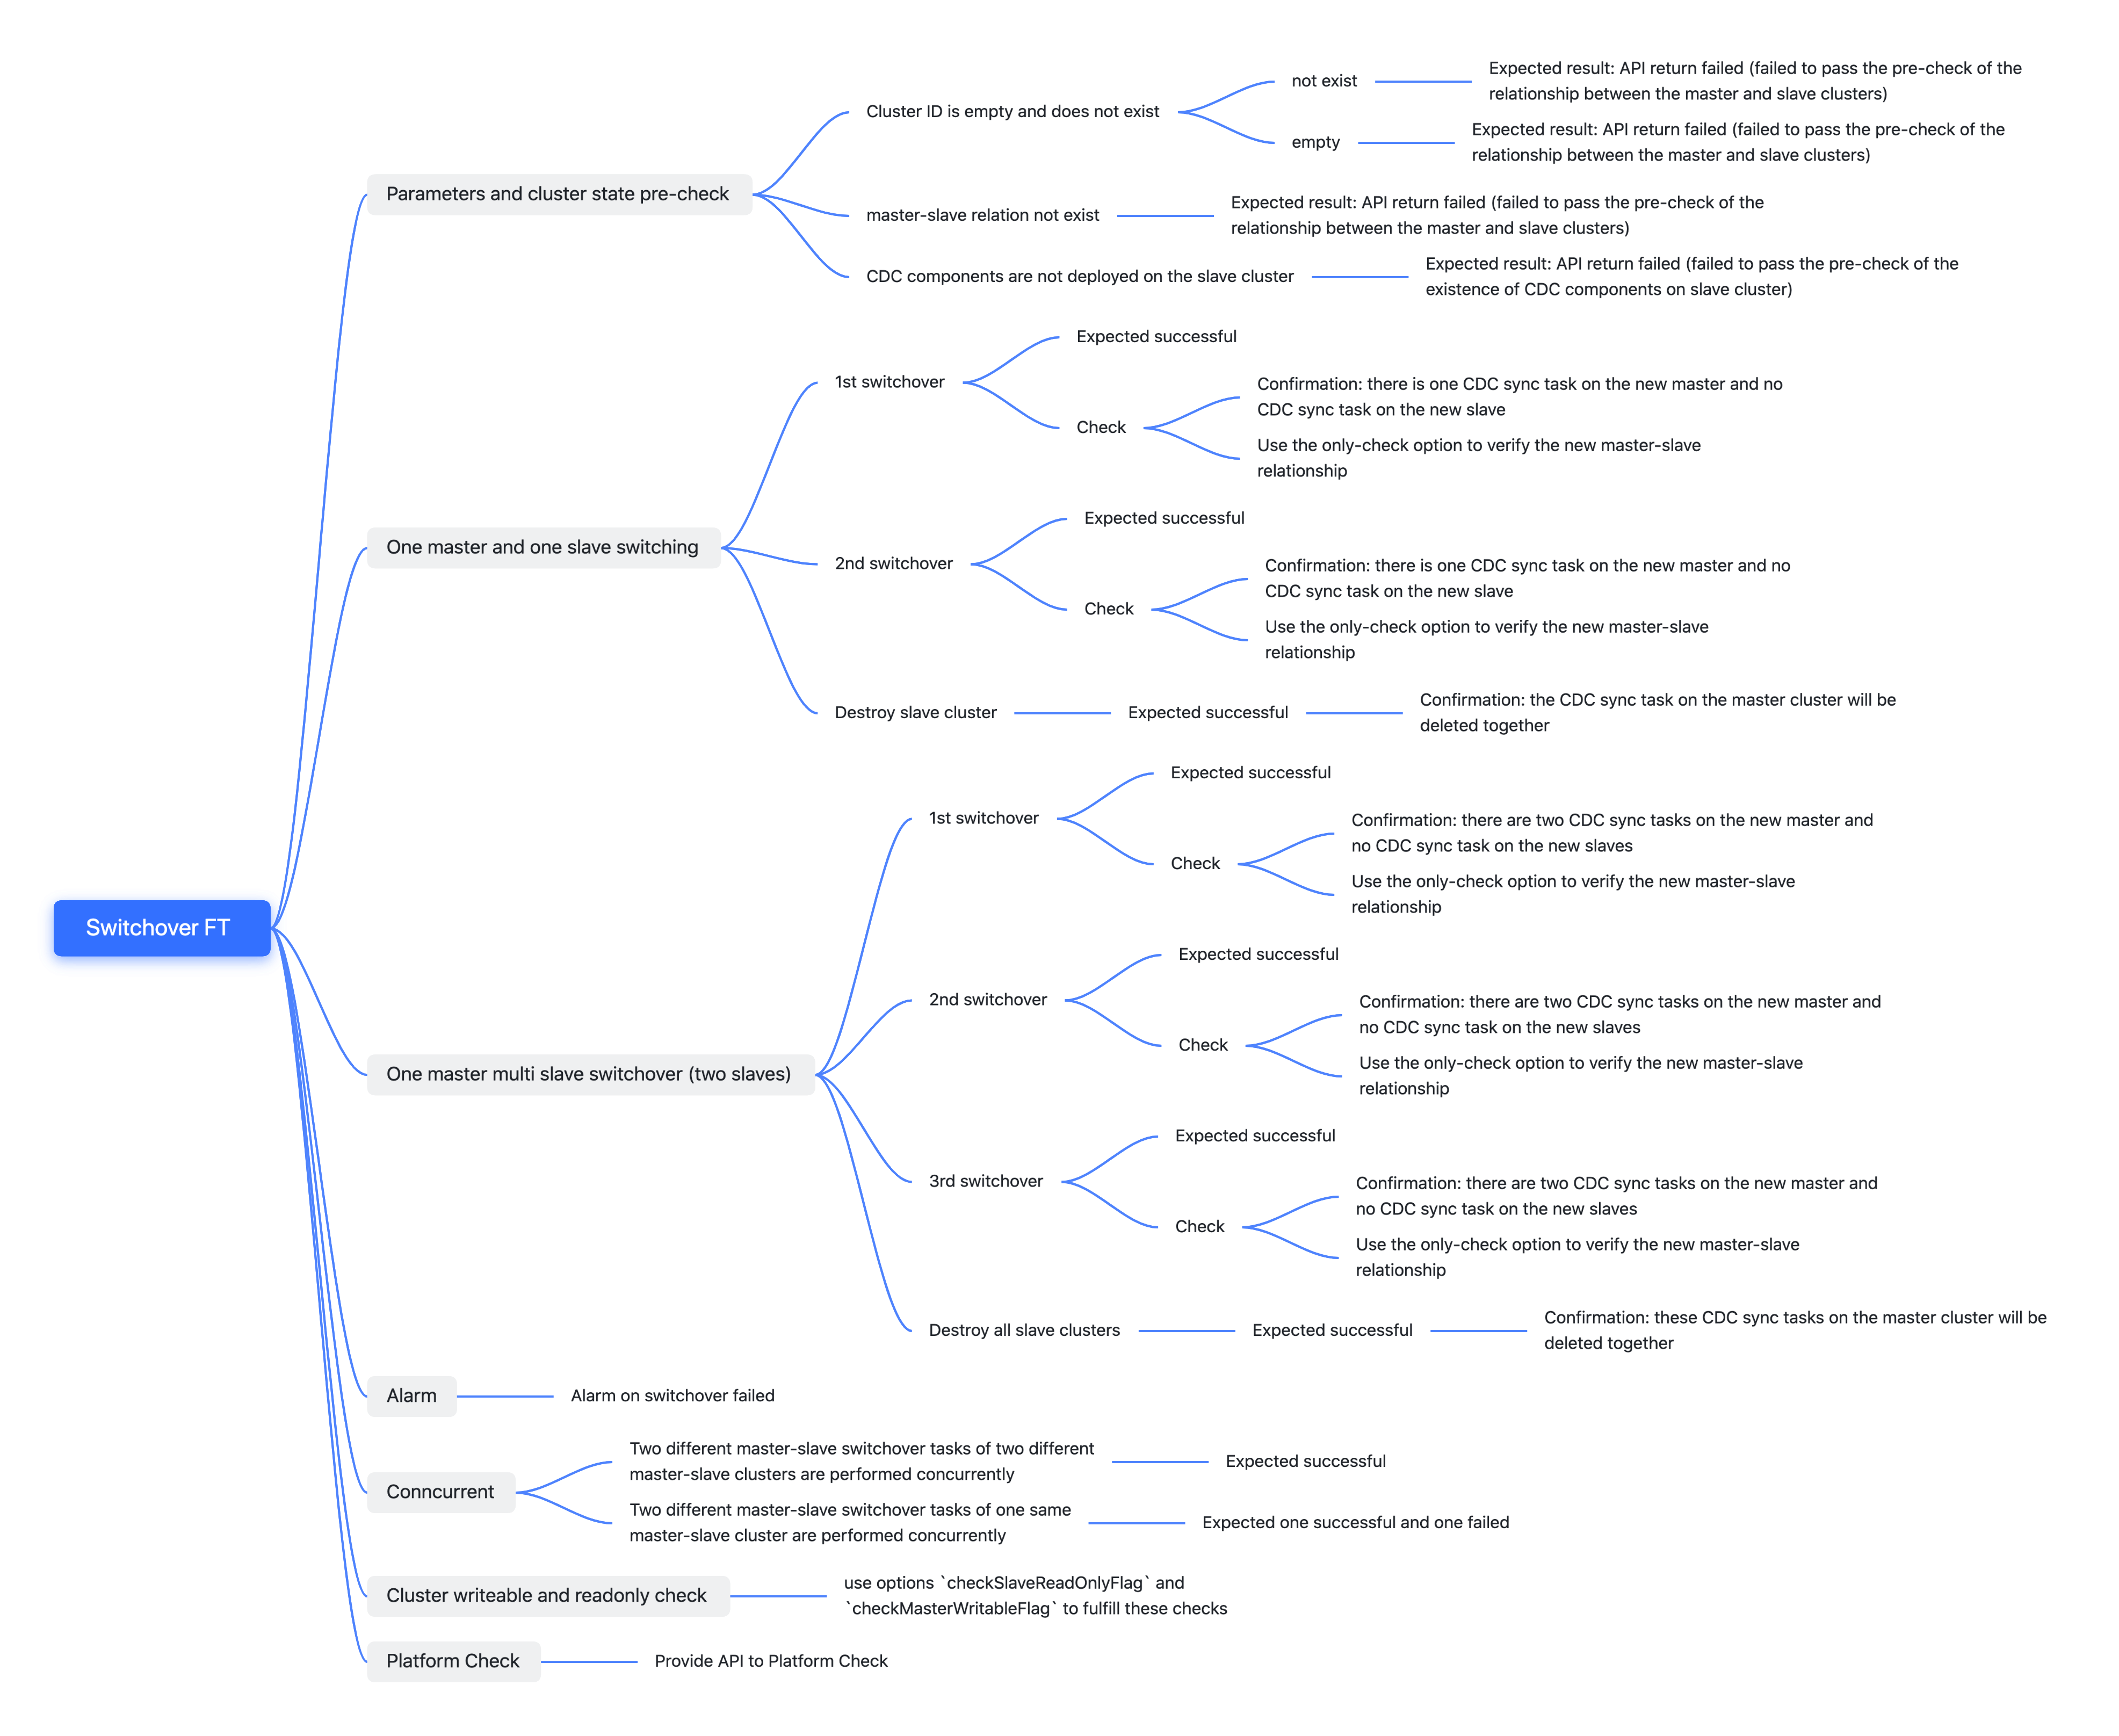 Switchover FT
Parameters and cluster state pre-check
Cluster ID is empty and does not exist
not exist
Expected result: API return failed (failed to pass the pre-check of the
relationship between the master and slave clusters)
empty
Expected result: API return failed (failed to pass the pre-check of the
relationship between the master and slave clusters)
master-slave relation not exist
Expected result: API return failed (failed to pass the pre-check of the
relationship between the master and slave clusters)
CDC components are not deployed on the slave cluster
Expected result: API return failed (failed to pass the pre-check of the
existence of CDC components on slave cluster)
One master and one slave switching
1st switchover
Expected successful
Check
Confirmation: there is one CDC sync task on the new master and no
CDC sync task on the new slave
Use the only-check option to verify the new master-slave
relationship
2nd switchover
Expected successful
Check
Confirmation: there is one CDC sync task on the new master and no
CDC sync task on the new slave
Use the only-check option to verify the new master-slave
relationship
Destroy slave cluster
Expected successful
Confirmation: the CDC sync task on the master cluster will be
deleted together
One master multi slave switchover (two slaves)
1st switchover
Expected successful
Check
Confirmation: there are two CDC sync tasks on the new master and
no CDC sync task on the new slaves
Use the only-check option to verify the new master-slave
relationship
2nd switchover
Expected successful
Check
Confirmation: there are two CDC sync tasks on the new master and
no CDC sync task on the new slaves
Use the only-check option to verify the new master-slave
relationship
3rd switchover
Expected successful
Check
Confirmation: there are two CDC sync tasks on the new master and
no CDC sync task on the new slaves
Use the only-check option to verify the new master-slave
relationship
Destroy all slave clusters
Expected successful
Confirmation: these CDC sync tasks on the master cluster will be
deleted together
Alarm
Alarm on switchover failed
Conncurrent
Two different master-slave switchover tasks of two different
master-slave clusters are performed concurrently
Expected successful
Two different master-slave switchover tasks of one same
master-slave cluster are performed concurrently
Expected one successful and one failed
Cluster writeable and readonly check
use options `checkSlaveReadOnlyFlag` and
`checkMasterWritableFlag` to fulfill these checks
Platform Check
Provide API to Platform Check